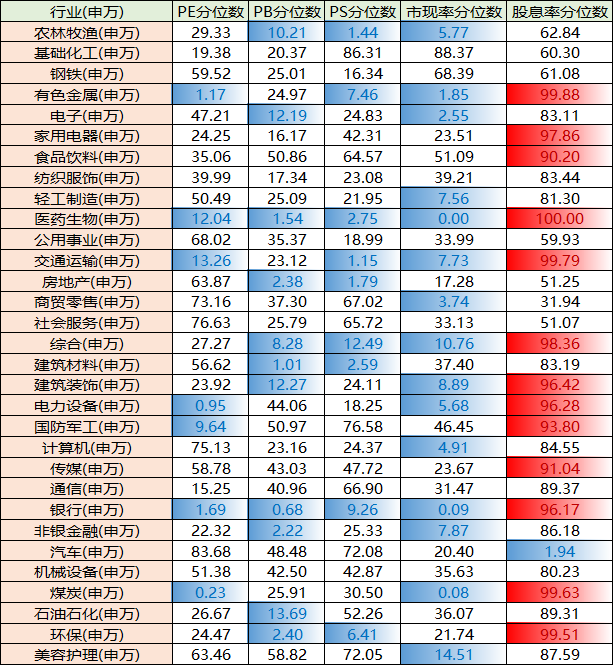 行业(申万) PE分位数 PB分位数 PS分位数 市现率分位数 股息率分位数
农林牧渔(申万) 29.33 10.21 1.44 5.77 62.84
基础化工(申万) 19.38 20.37 86.31 88.37 60.30
钢铁(申万) 59.52 25.01 16.34 68.39 61.08
有色金属(申万) 1.17 24.97 7.46 1.85 99.88
电子(申万) 47.21 12.19 24.83 2.55 83.11
家用电器(申万) 24.25 16.17 42.31 23.51 97.86
食品饮料(申万) 35.06 50.86 64.57 51.09 90.20
纺织服饰(申万) 39.99 17.34 23.08 39.21 83.44
轻工制造(申万) 50.49 25.09 21.95 7.56 81.30
医药生物(申万) 12.04 1.54 2.75 0.00 100.00
公用事业(申万) 68.02 35.37 18.99 33.99 59.93
交通运输(申万) 13.26 23.12 1.15 7.73 99.79
房地产(申万) 63.87 2.38 1.79 17.28 51.25
商贸零售(申万) 73.16 37.30 67.02 3.74 31.94
社会服务(申万) 76.63 25.79 65.72 33.13 51.07
综合(申万) 27.27 8.28 12.49 10.76 98.36
建筑材料(申万) 56.62 1.01 2.59 37.40 83.19
建筑装饰(申万) 23.92 12.27 24.11 8.89 96.42
电力设备(申万) 0.95 44.06 18.25 5.68 96.28
国防军工(申万) 9.64 50.97 76.58 46.45 93.80
计算机(申万) 75.13 23.16 24.37 4.91 84.55
传媒(申万) 58.78 43.03 47.72 23.67 91.04
通信(申万) 15.25 40.96 66.90 31.47 89.37
银行(申万) 1.69 0.68 9.26 0.09 96.17
非银金融(申万) 22.32 2.22 25.33 7.87 86.18
汽车(申万) 83.68 48.48 72.08 20.40 1.94
机械设备(申万) 51.38 42.50 42.87 35.63 80.23
煤炭(申万) 0.23 25.91 30.50 0.08 99.63
石油石化(申万) 26.67 13.69 52.26 36.07 89.31
环保(申万) 24.47 2.40 6.41 21.74 99.51
美容护理(申万) 63.46 58.82 72.05 14.51 87.59